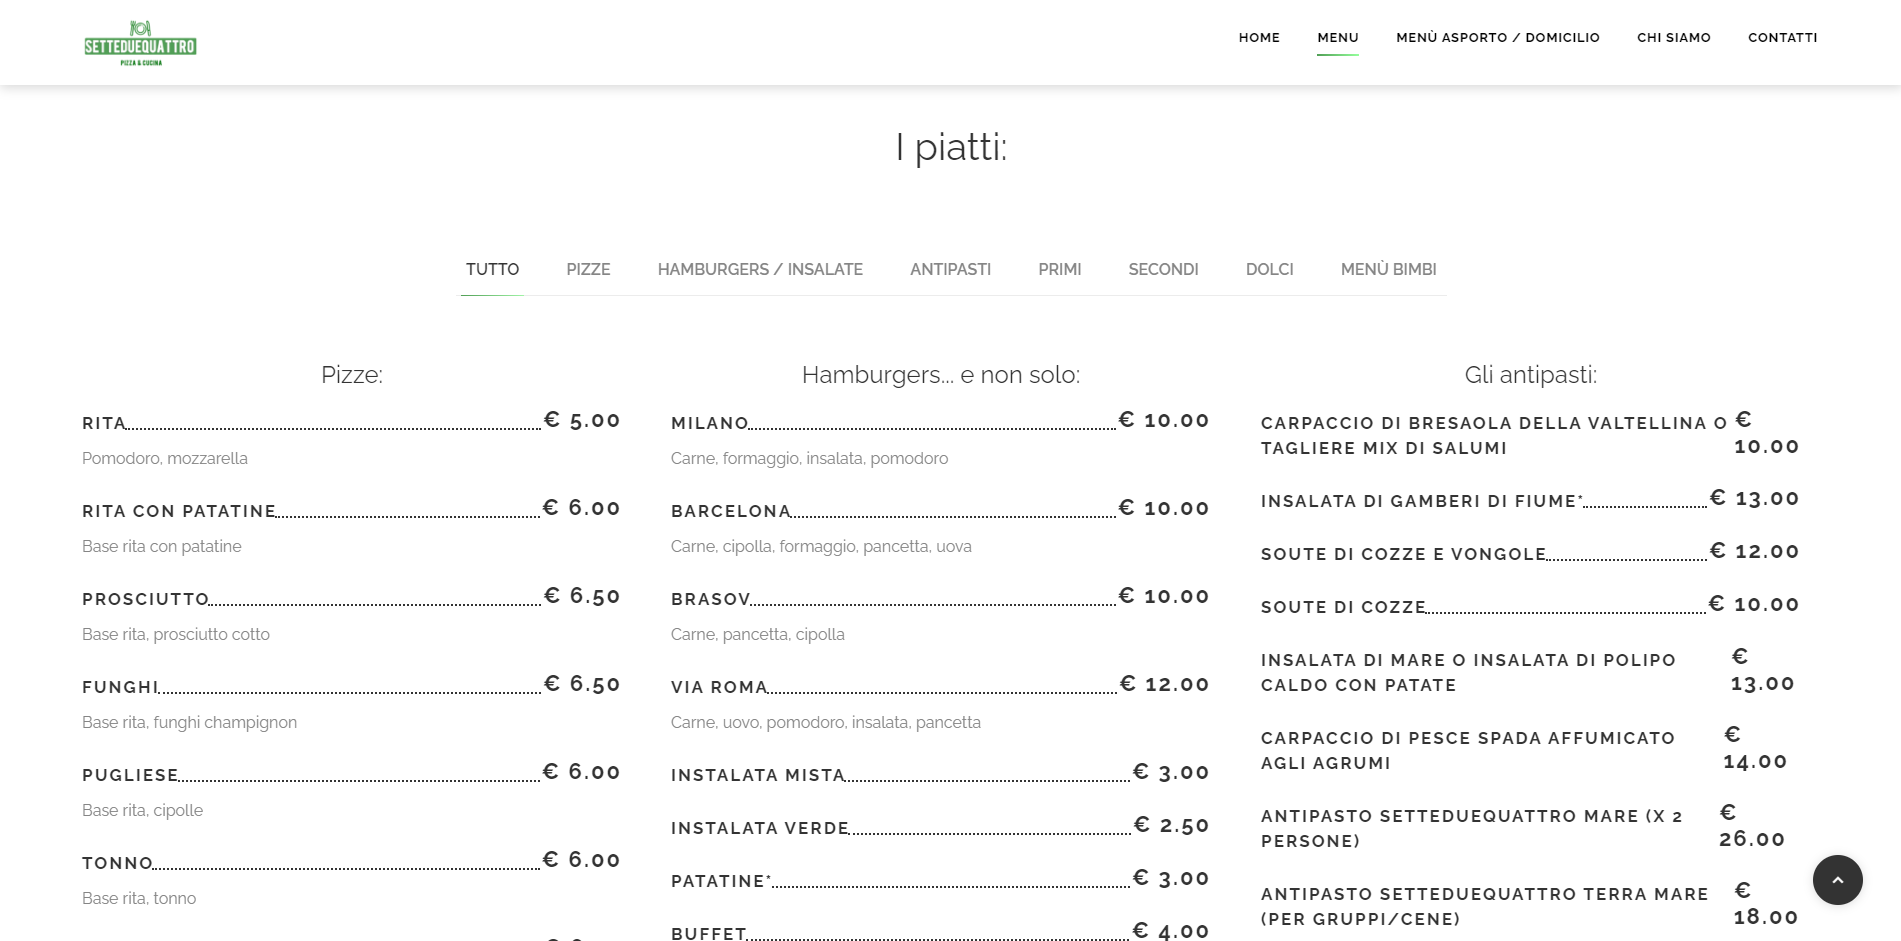 SETTEDUEQUATTRO
PIZZA & CUCINA
HOME
MENU
MENÙ ASPORTO / DOMICILIO
CHI SIAMO
CONTATTI
I piatti:
TUTTO
PIZZE
HAMBURGERS / INSALATE
ANTIPASTI
PRIMI
SECONDI
DOLCI
MENÙ BIMBI
Pizze:
RITA € 5.00
Pomodoro, mozzarella
RITA CON PATATINE € 6.00
Base rita con patatine
PROSCIUTTO € 6.50
Base rita, prosciutto cotto
FUNGHI € 6.50
Base rita, funghi champignon
PUGLIESE € 6.00
Base rita, cipolle
TONNO € 6.00
Base rita, tonno
Hamburgers... e non solo:
MILANO € 10.00
Carne, formaggio, insalata, pomodoro
BARCELONA € 10.00
Carne, cipolla, formaggio, pancetta, uova
BRASOV € 10.00
Carne, pancetta, cipolla
VIA ROMA € 12.00
Carne, uovo, pomodoro, insalata, pancetta
INSTALATA MISTA € 3.00
INSTALATA VERDE € 2.50
PATATINE* € 3.00
BUFFET € 4.00
Gli antipasti:
CARPACCIO DI BRESAOLA DELLA VALTELLINA O €
TAGLIERE MIX DI SALUMI 10.00
INSALATA DI GAMBERI DI FIUME* € 13.00
SOUTE DI COZZE E VONGOLE € 12.00
SOUTE DI COZZE € 10.00
INSALATA DI MARE O INSALATA DI POLIPO €
CALDO CON PATATE 13.00
CARPACCIO DI PESCE SPADA AFFUMICATO €
AGLI AGRUMI 14.00
ANTIPASTO SETTEDUEQUATTRO MARE (X 2 €
PERSONE) 26.00
ANTIPASTO SETTEDUEQUATTRO TERRA MARE €
(PER GRUPPI/CENE) 18.00